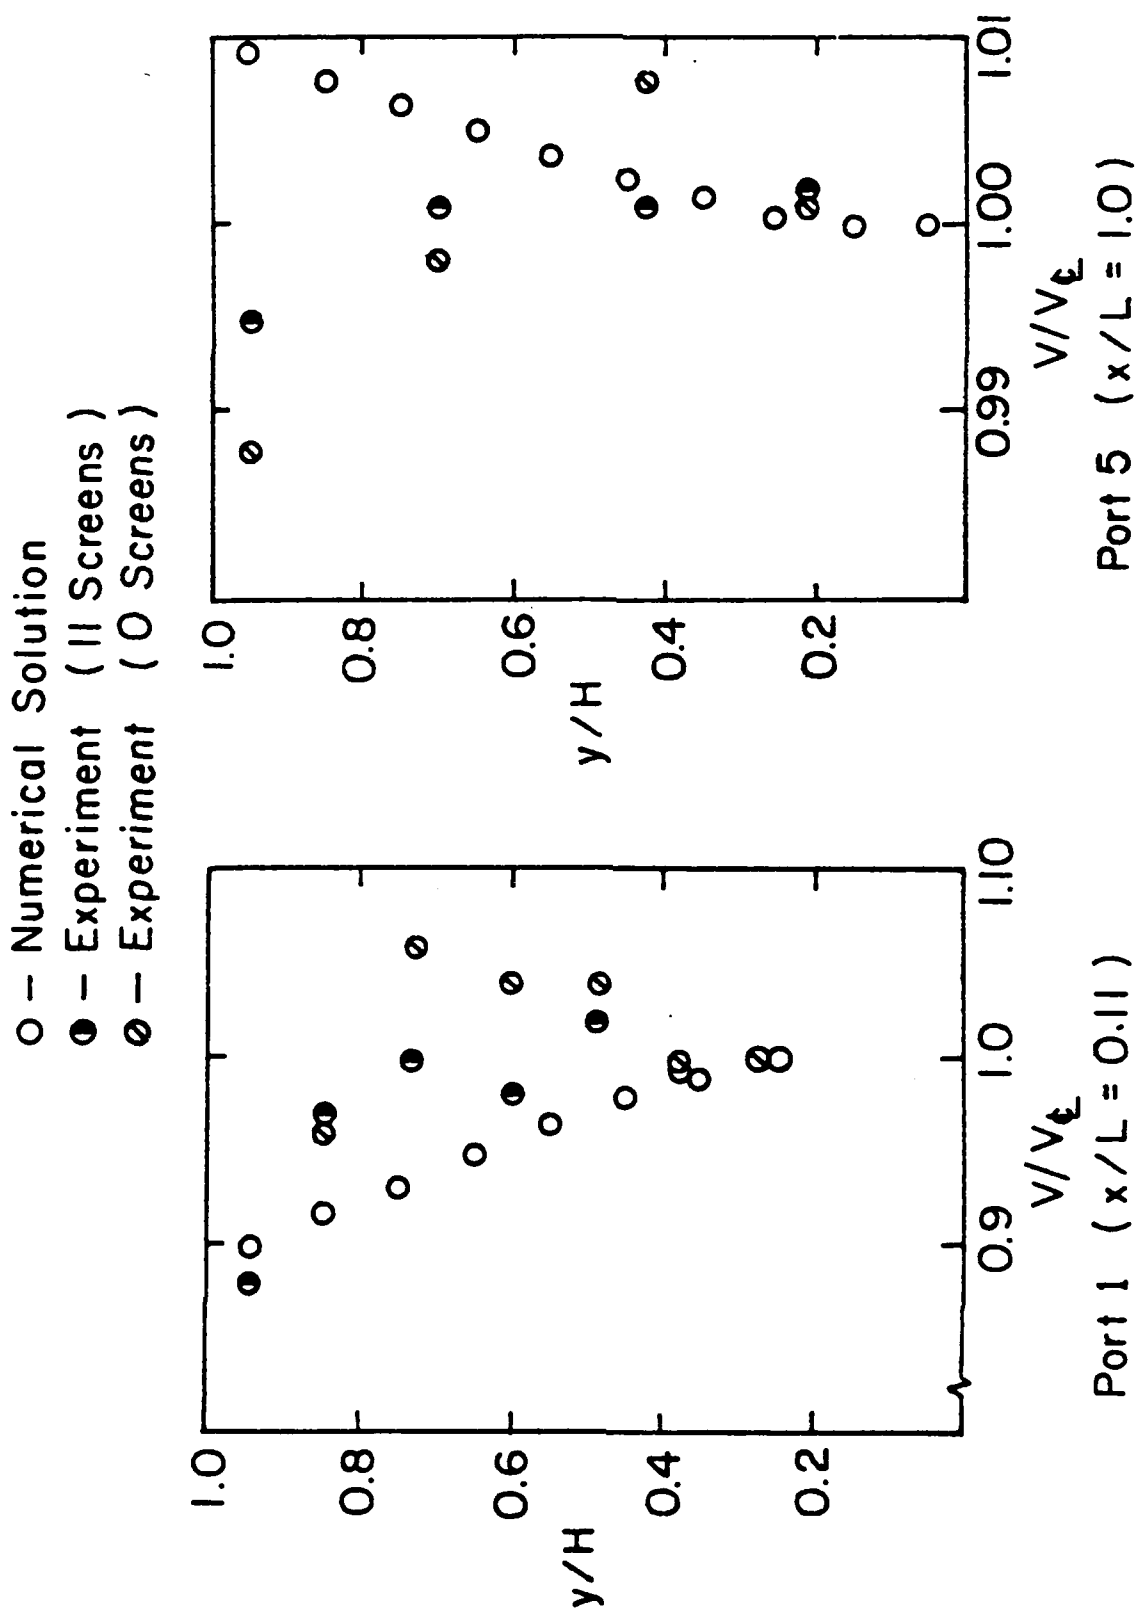 O – Numerical Solution
◑ – Experiment (11 Screens)
⊘ – Experiment (0 Screens)
y/H
1.0
0.8
0.6
0.4
0.2
0.9
1.0
1.10
V/V℄
Port 1 (x/L = 0.11)
y/H
1.0
0.8
0.6
0.4
0.2
0.99
1.00
1.01
V/V℄
Port 5 (x/L = 1.0)